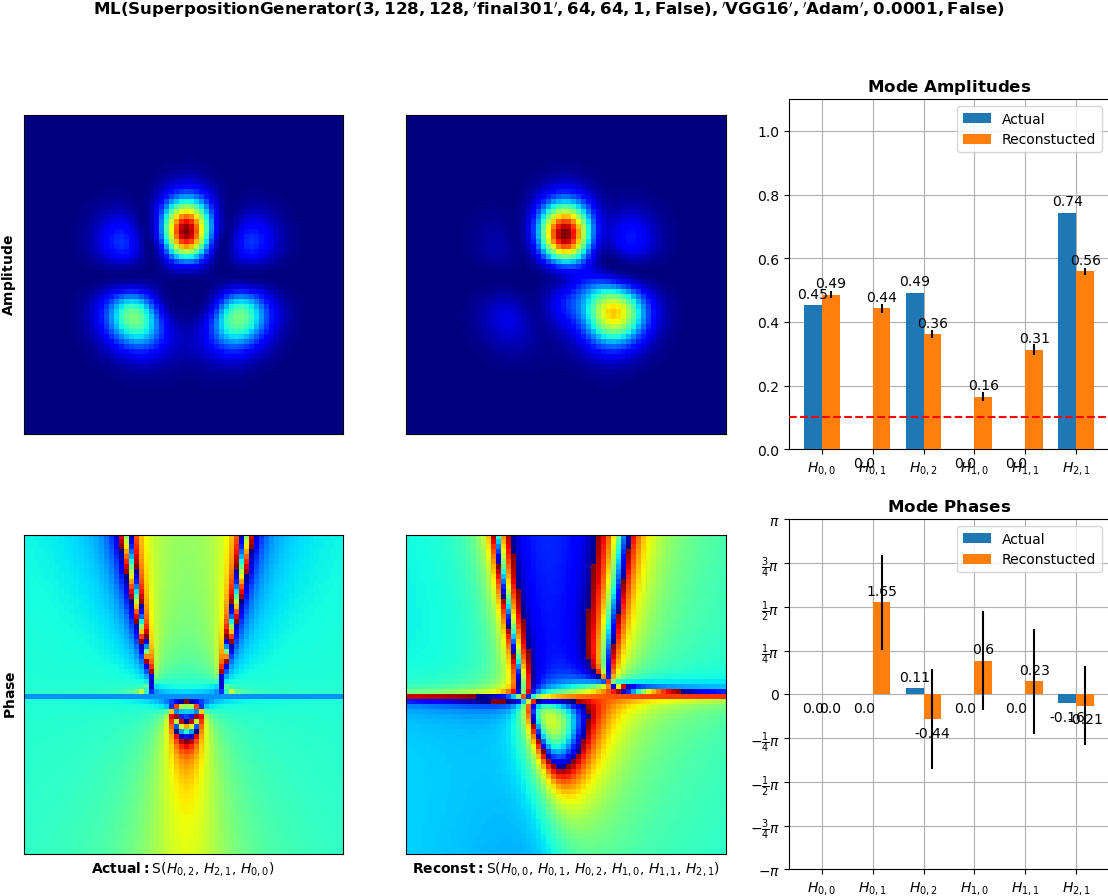 ML(SuperpositionGenerator(3, 128, 128, 'final301', 64, 64, 1, False), 'VGG16', 'Adam', 0.0001, False)
Mode Amplitudes
Actual
Reconstucted
1.0
0.8
0.6
0.4
0.2
0.0
0.45
0.49
0.0
0.44
0.49
0.36
0.0
0.16
0.0
0.31
0.74
0.56
H0,0
H0,1
H0,2
H1,0
H1,1
H2,1
Amplitude
Mode Phases
Actual
Reconstucted
π
3/4π
1/2π
1/4π
0
−1/4π
−1/2π
−3/4π
−π
0.0
0.0
0.0
1.65
0.11
-0.44
0.0
0.6
0.0
0.23
-0.16
-0.21
H0,0
H0,1
H0,2
H1,0
H1,1
H2,1
Phase
Actual: S(H0,2, H2,1, H0,0)
Reconst: S(H0,0, H0,1, H0,2, H1,0, H1,1, H2,1)